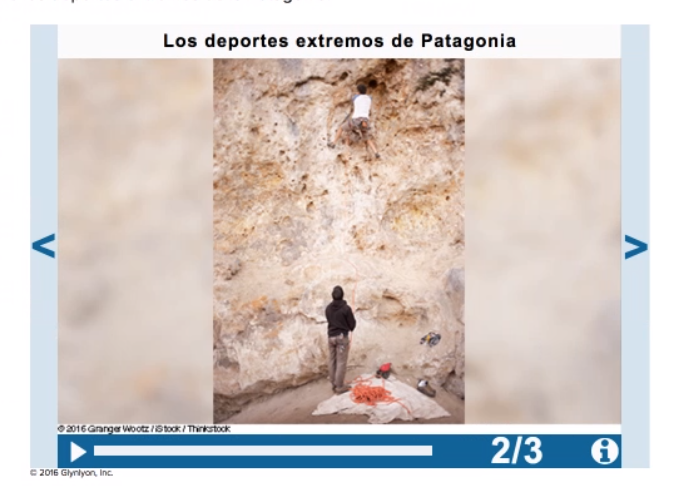 Los deportes extremos de Patagonia
<
>
© 2016 Granger Wootz / iStock / Thinkstock
2/3
i
© 2016 Glynlyon, Inc.